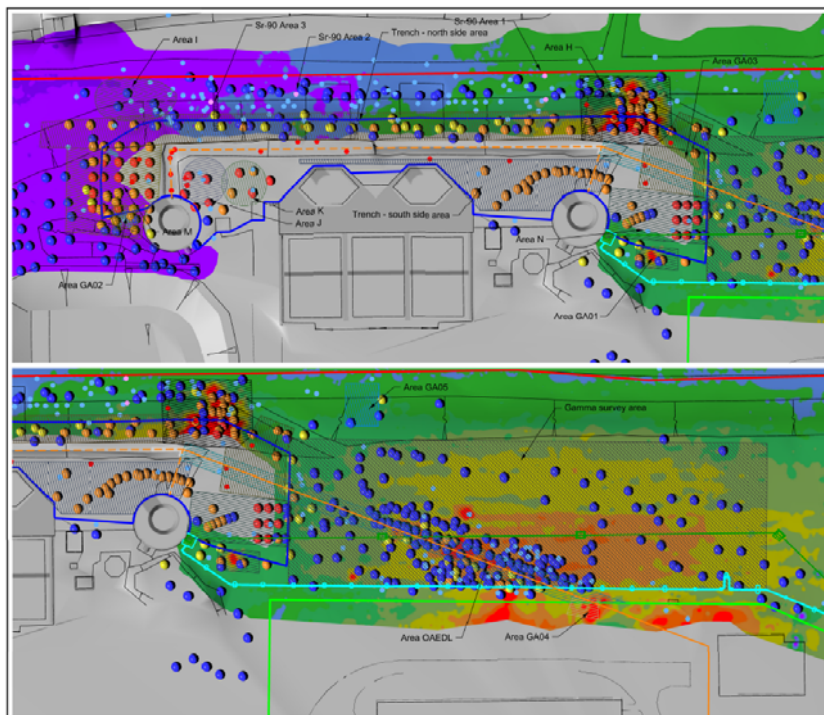 Sr-90 Area 3
Sr-90 Area 1
Area I
Sr-90 Area 2
Trench - north side area
Area H
Area GA03
Area K
Area J
Trench - south side area
Area M
Area N
Area GA02
Area GA01
Area GA05
Gamma survey area
Area OAEDL
Area GA04